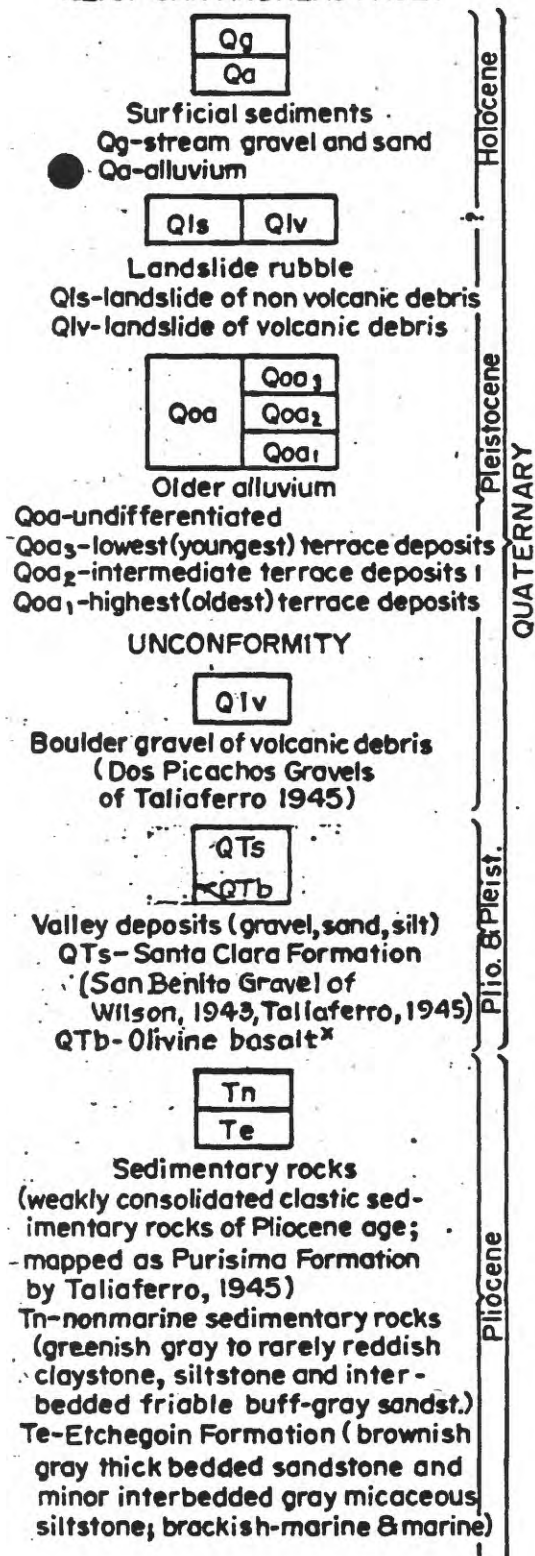 Qg
Qa
Surficial sediments
Qg-stream gravel and sand
Qa-alluvium
Holocene
?
Qls Qlv
Landslide rubble
Qls-landslide of non volcanic debris
Qlv-landslide of volcanic debris
Qoa Qoa3
Qoa2
Qoa1
Older alluvium
Qoa-undifferentiated
Qoa3-lowest(youngest) terrace deposits
Qoa2-intermediate terrace deposits
Qoa1-highest(oldest) terrace deposits
Pleistocene
QUATERNARY
UNCONFORMITY
QTv
Boulder gravel of volcanic debris
(Dos Picachos Gravels
of Taliaferro 1945)
QTs
QTb
Valley deposits (gravel, sand, silt)
QTs-Santa Clara Formation
(San Benito Gravel of
Wilson, 1943, Taliaferro, 1945)
QTb-Olivine basalt x
Plio. & Pleist.
Tn
Te
Sedimentary rocks
(weakly consolidated clastic sed-
imentary rocks of Pliocene age;
mapped as Purisima Formation
by Taliaferro, 1945)
Tn-nonmarine sedimentary rocks
(greenish gray to rarely reddish
claystone, siltstone and inter-
bedded friable buff-gray sandst.)
Te-Etchegoin Formation (brownish
gray thick bedded sandstone and
minor interbedded gray micaceous
siltstone; brackish-marine & marine)
Pliocene